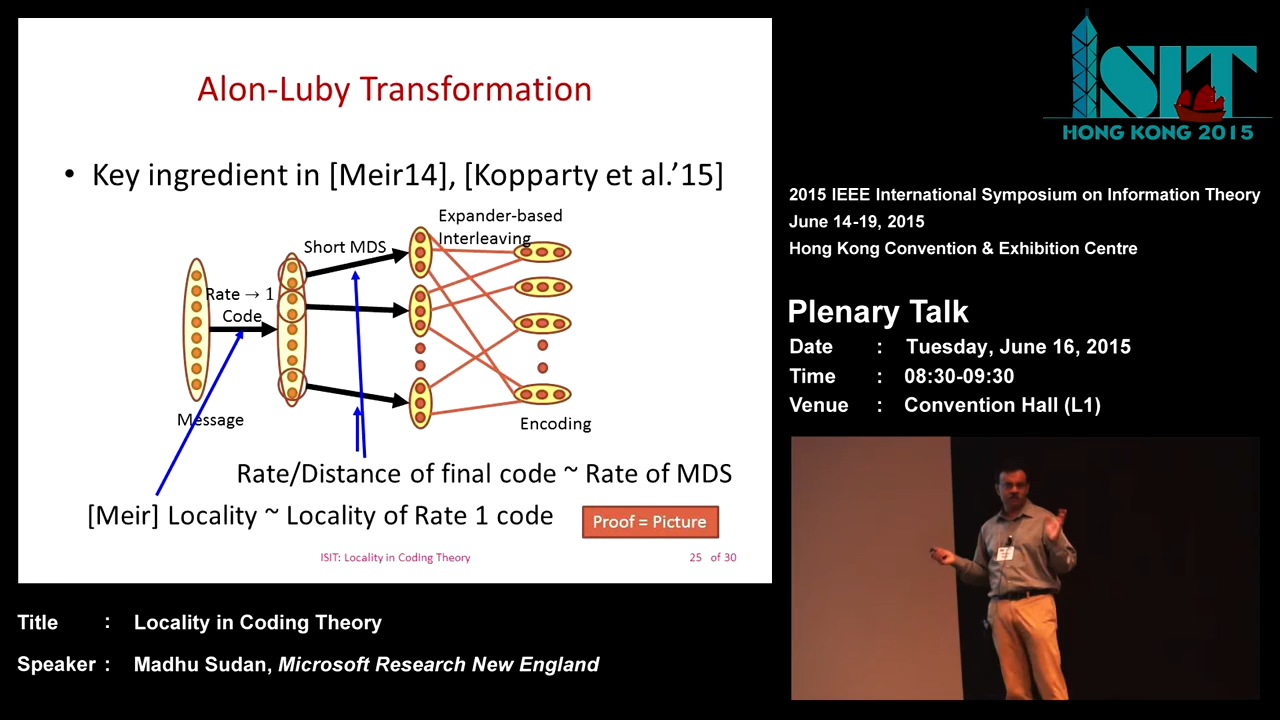 Alon-Luby Transformation
• Key ingredient in [Meir14], [Kopparty et al.'15]
Expander-based
Interleaving
Short MDS
Rate → 1
Code
Message
Encoding
Rate/Distance of final code ~ Rate of MDS
[Meir] Locality ~ Locality of Rate 1 code
Proof = Picture
ISIT: Locality in Coding Theory
25 of 30
ISIT
HONG KONG 2015
2015 IEEE International Symposium on Information Theory
June 14-19, 2015
Hong Kong Convention & Exhibition Centre
Plenary Talk
Date : Tuesday, June 16, 2015
Time : 08:30-09:30
Venue : Convention Hall (L1)
Title : Locality in Coding Theory
Speaker : Madhu Sudan, Microsoft Research New England